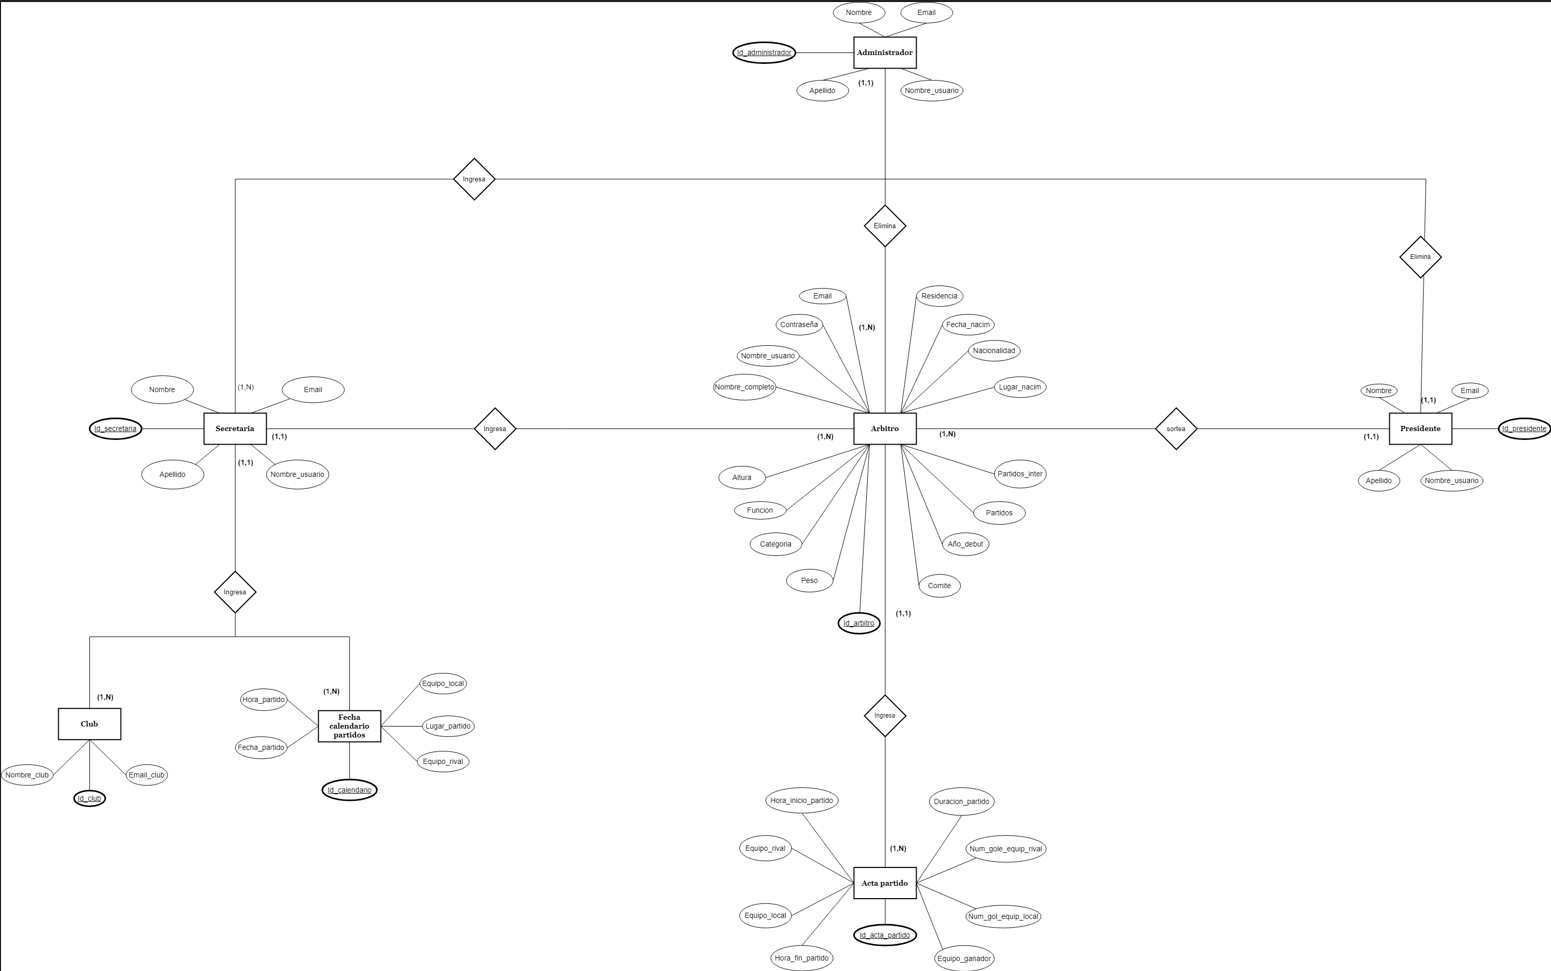 Nombre
Email
Id_administrador
Administrador
Apellido
(1,1)
Nombre_usuario
Ingresa
Elimina
Elimina
Email
Residencia
Contraseña
(1,N)
Fecha_nacim
Nombre_usuario
Nacionalidad
Nombre_completo
Lugar_nacim
Nombre
(1,N)
Email
Nombre
Email
(1,1)
Id_secretaria
Secretaria
(1,1)
Ingresa
(1,N)
Arbitro
(1,N)
sortea
(1,1)
Presidente
Id_presidente
Apellido
(1,1)
Nombre_usuario
Altura
Partidos_inter
Apellido
Nombre_usuario
Funcion
Partidos
Categoria
Año_debut
Peso
Comite
Ingresa
Id_arbitro
(1,1)
(1,N)
(1,N)
Hora_partido
Equipo_local
Ingresa
Club
Fecha
calendario
partidos
Lugar_partido
Fecha_partido
Equipo_rival
Nombre_club
Email_club
Id_club
Id_calendario
Hora_inicio_partido
Duracion_partido
Equipo_rival
(1,N)
Num_gole_equip_rival
Acta partido
Equipo_local
Num_gol_equip_local
Id_acta_partido
Hora_fin_partido
Equipo_ganador